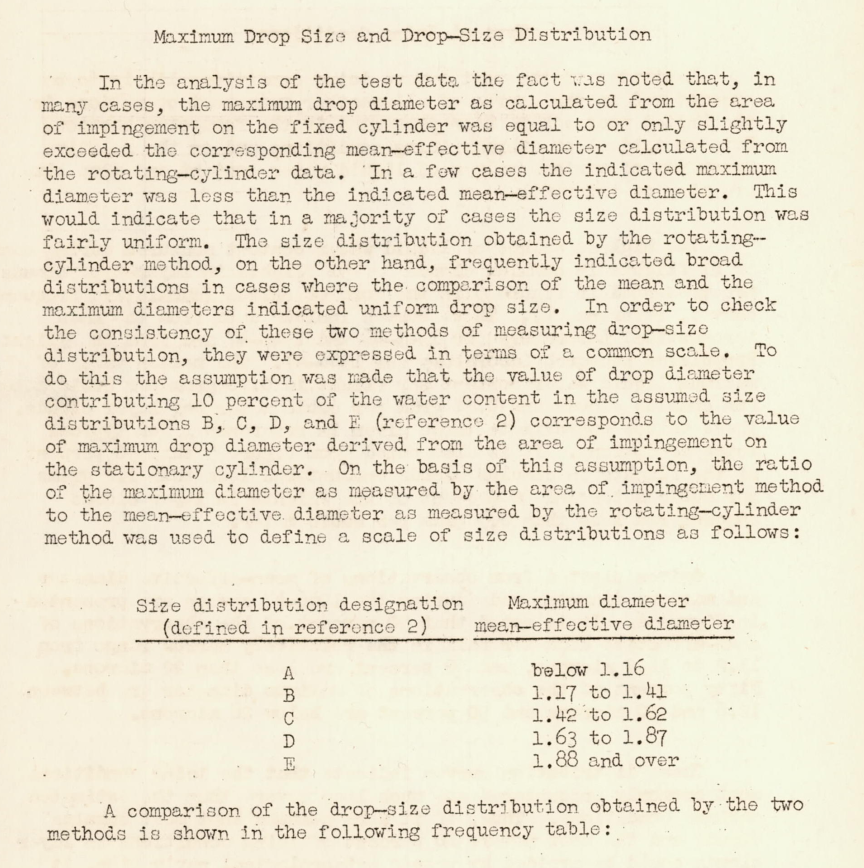 Maximum Drop Size and Drop-Size Distribution
In the analysis of the test data the fact was noted that, in
many cases, the maximum drop diameter as calculated from the area
of impingement on the fixed cylinder was equal to or only slightly
exceeded the corresponding mean-effective diameter calculated from
the rotating-cylinder data. In a few cases the indicated maximum
diameter was less than the indicated mean-effective diameter. This
would indicate that in a majority of cases the size distribution was
fairly uniform. The size distribution obtained by the rotating-
cylinder method, on the other hand, frequently indicated broad
distributions in cases where the comparison of the mean and the
maximum diameters indicated uniform drop size. In order to check
the consistency of these two methods of measuring drop-size
distribution, they were expressed in terms of a common scale. To
do this the assumption was made that the value of drop diameter
contributing 10 percent of the water content in the assumed size
distributions B, C, D, and E (reference 2) corresponds to the value
of maximum drop diameter derived from the area of impingement on
the stationary cylinder. On the basis of this assumption, the ratio
of the maximum diameter as measured by the area of impingement method
to the mean-effective diameter as measured by the rotating-cylinder
method was used to define a scale of size distributions as follows:
Size distribution designation Maximum diameter
(defined in reference 2) mean-effective diameter
A below 1.16
B 1.17 to 1.41
C 1.42 to 1.62
D 1.63 to 1.87
E 1.88 and over
A comparison of the drop-size distribution obtained by the two
methods is shown in the following frequency table: